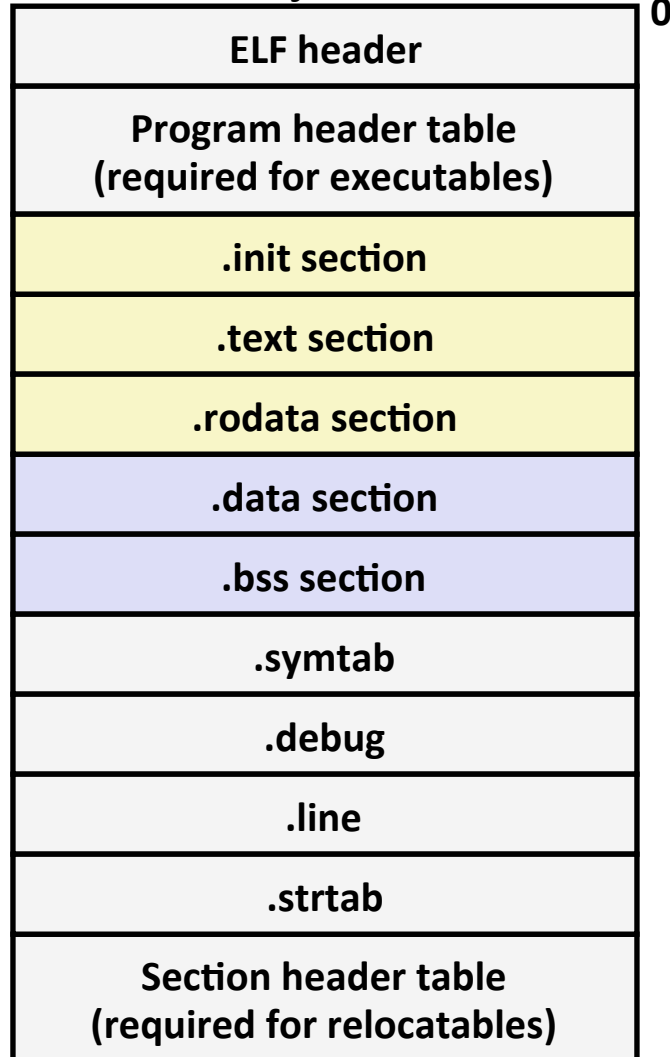 0
ELF header
Program header table
(required for executables)
.init section
.text section
.rodata section
.data section
.bss section
.symtab
.debug
.line
.strtab
Section header table
(required for relocatables)